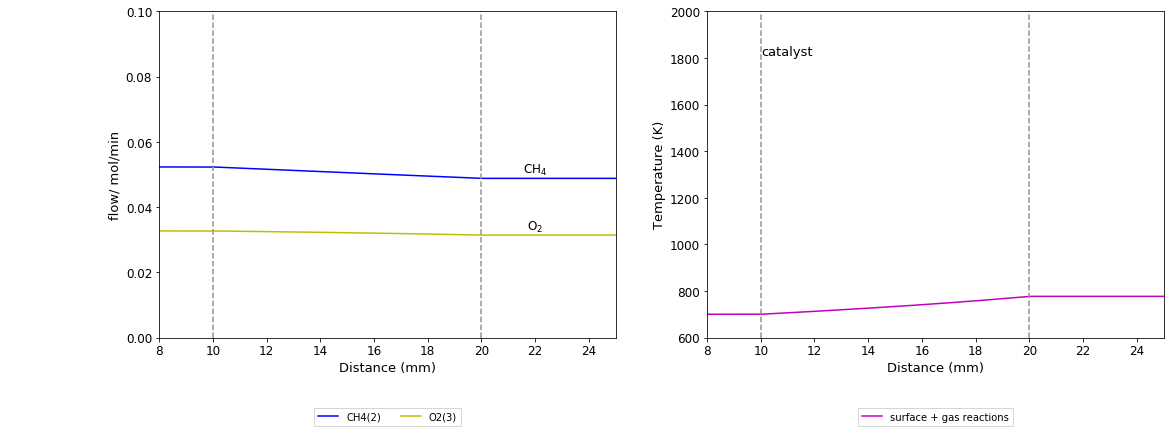 0.10
0.08
0.06
0.04
0.02
0.00
flow/ mol/min
CH4
O2
8 10 12 14 16 18 20 22 24
Distance (mm)
CH4(2) O2(3)
2000
1800
1600
1400
1200
1000
800
600
Temperature (K)
catalyst
8 10 12 14 16 18 20 22 24
Distance (mm)
surface + gas reactions